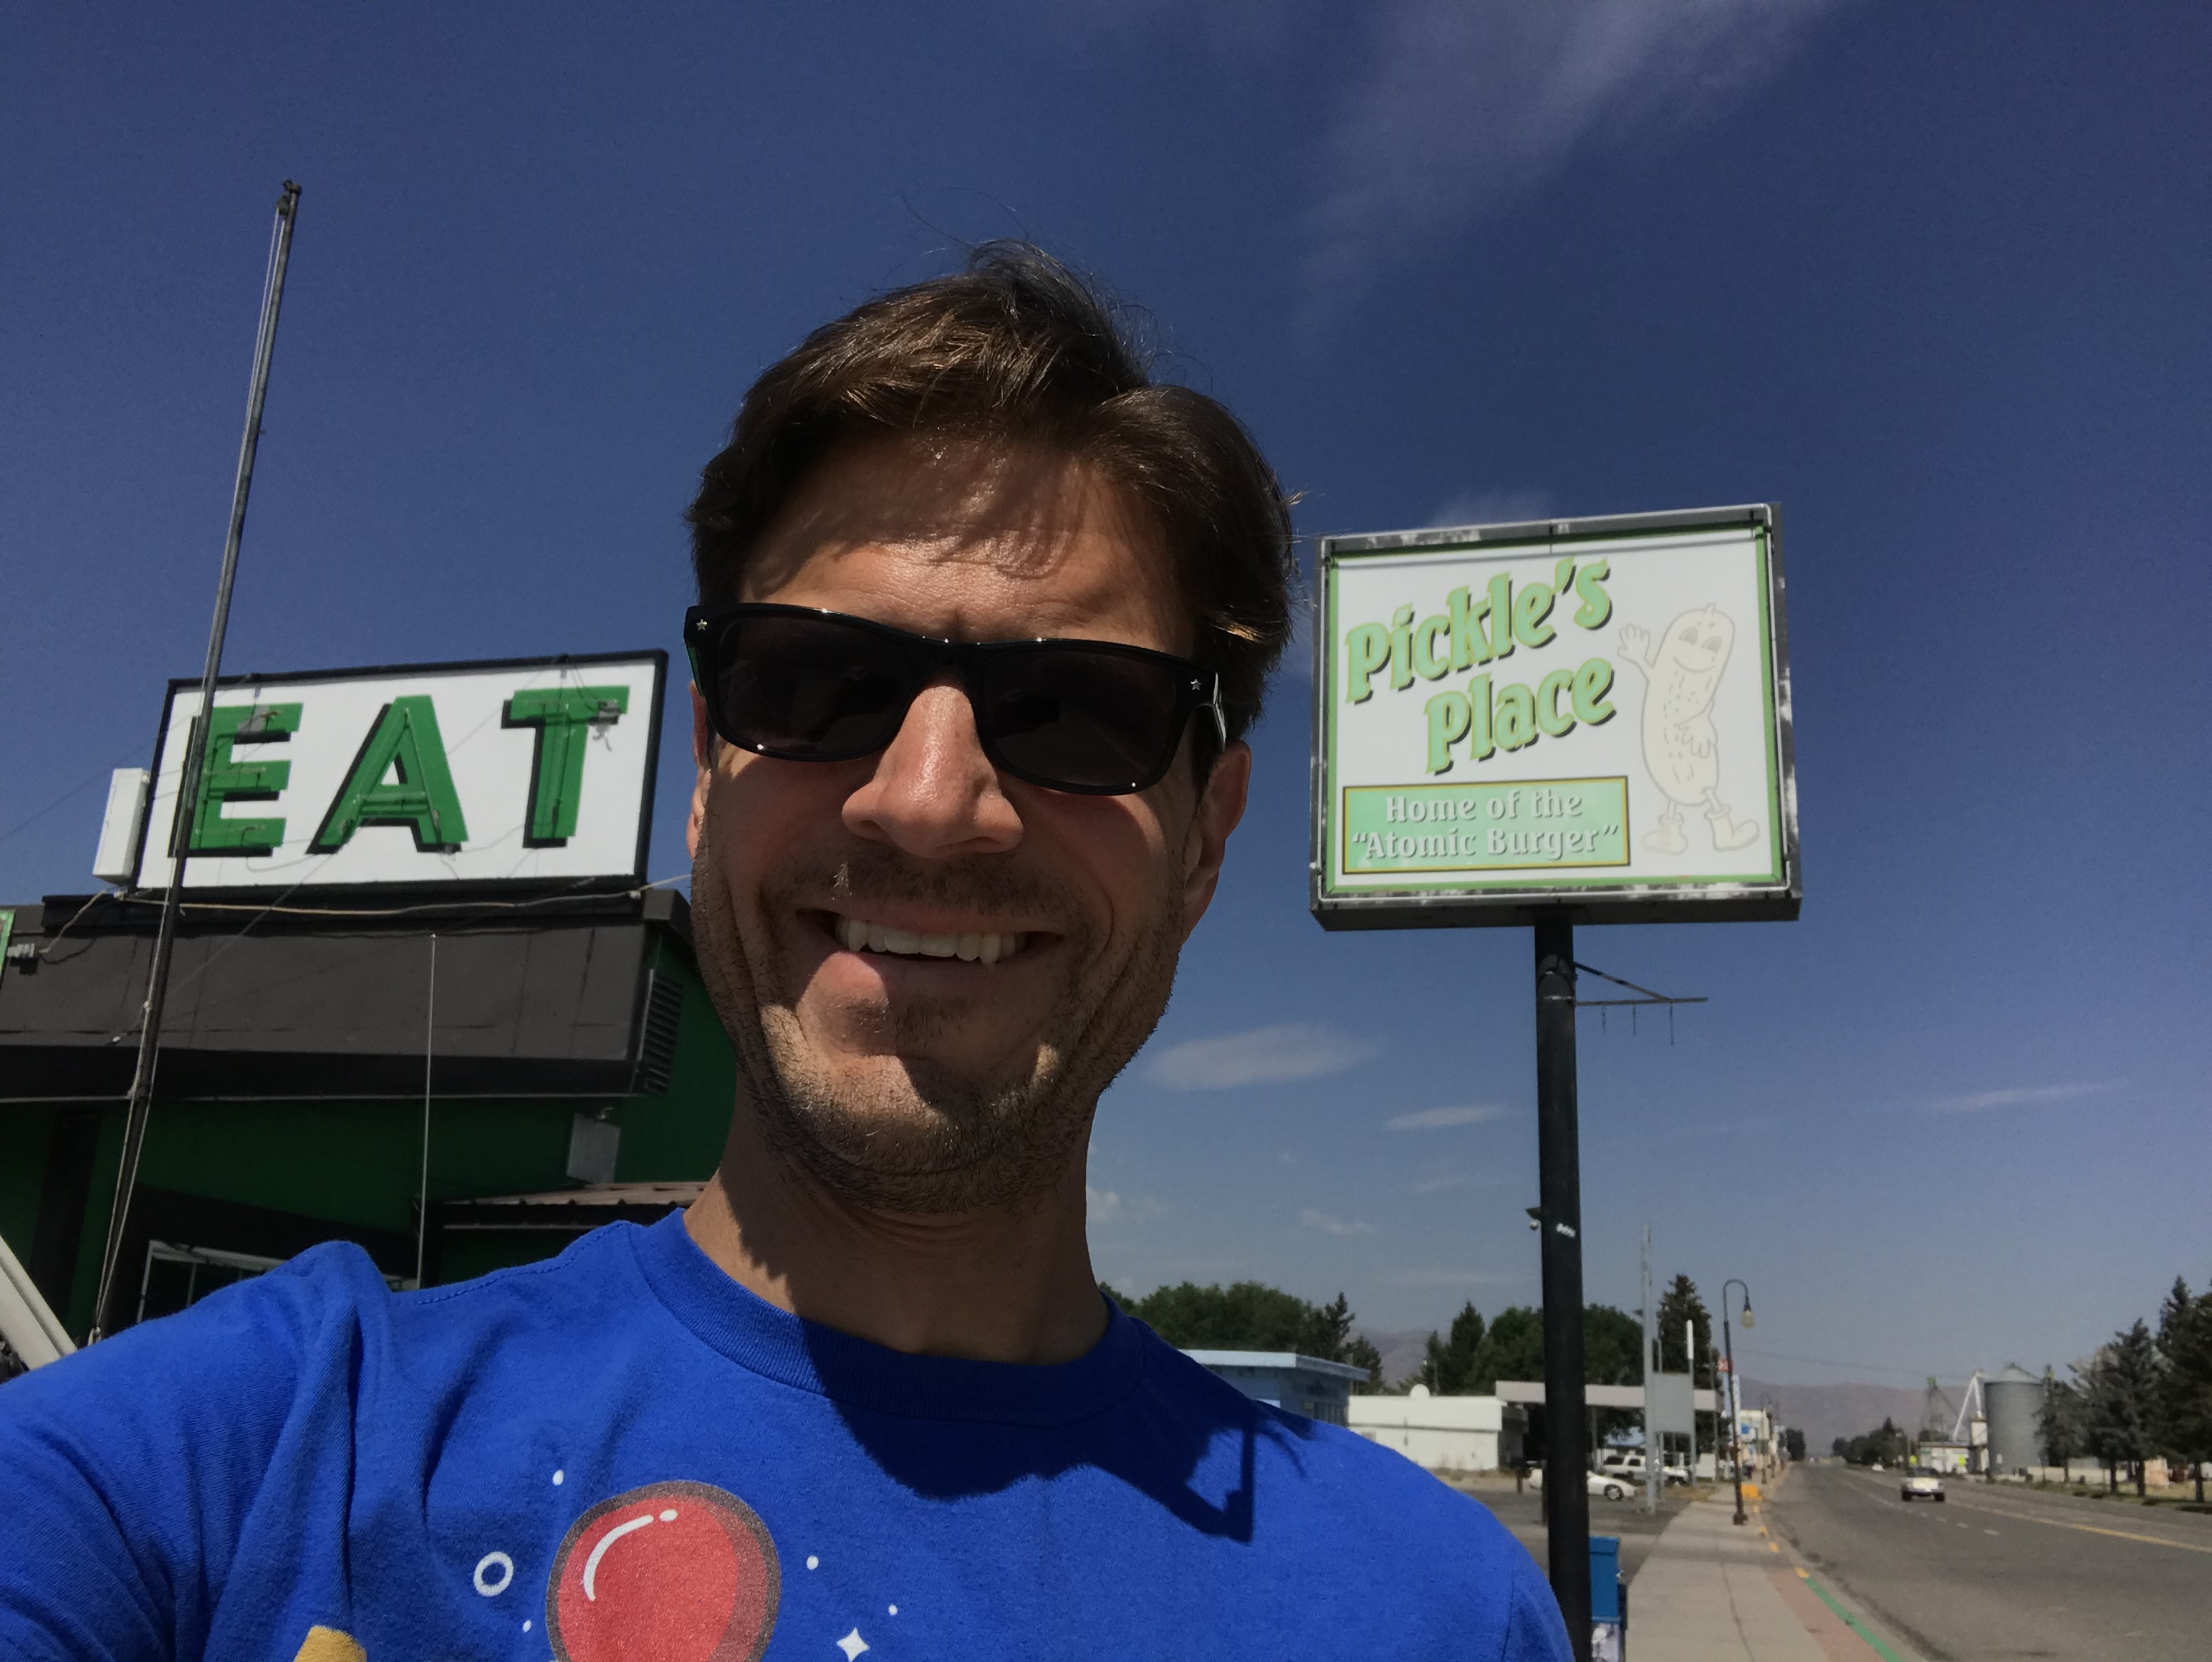 EAT
Pickle's
Place
Home of the
"Atomic Burger"